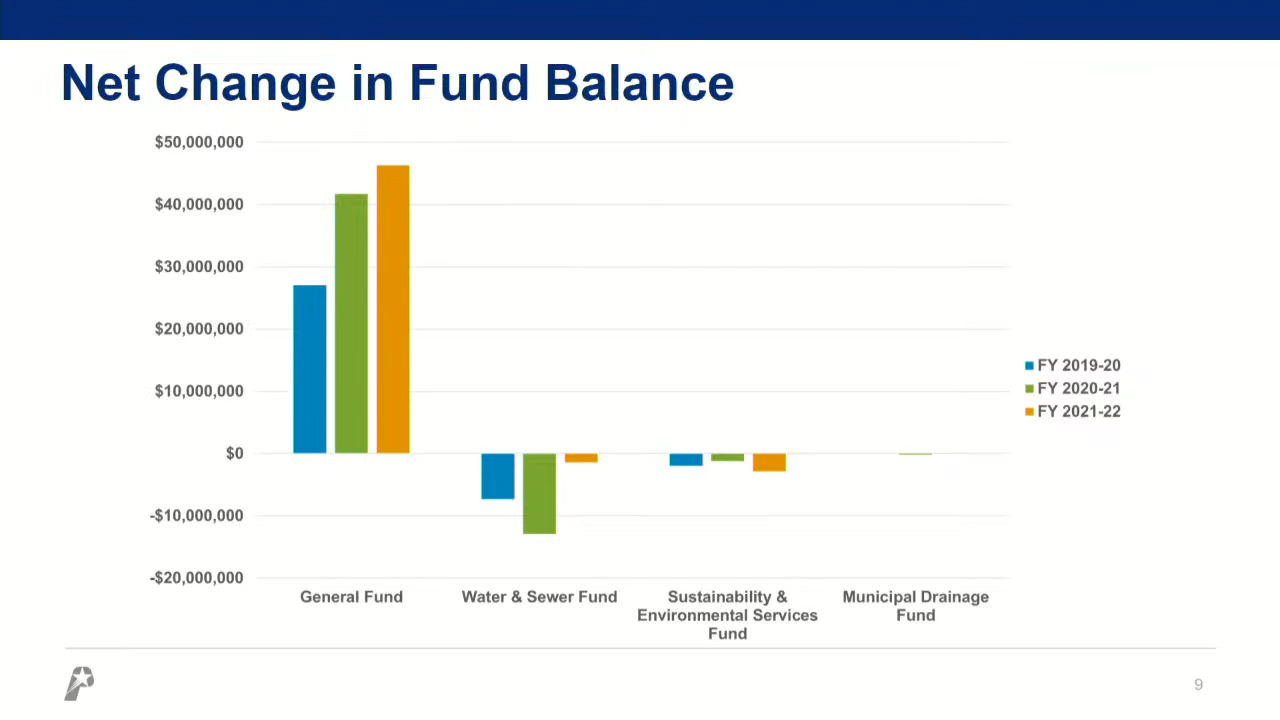 Net Change in Fund Balance
$50,000,000
$40,000,000
$30,000,000
$20,000,000
$10,000,000
$0
-$10,000,000
-$20,000,000
FY 2019-20
FY 2020-21
FY 2021-22
General Fund
Water & Sewer Fund
Sustainability &
Environmental Services
Fund
Municipal Drainage
Fund
9